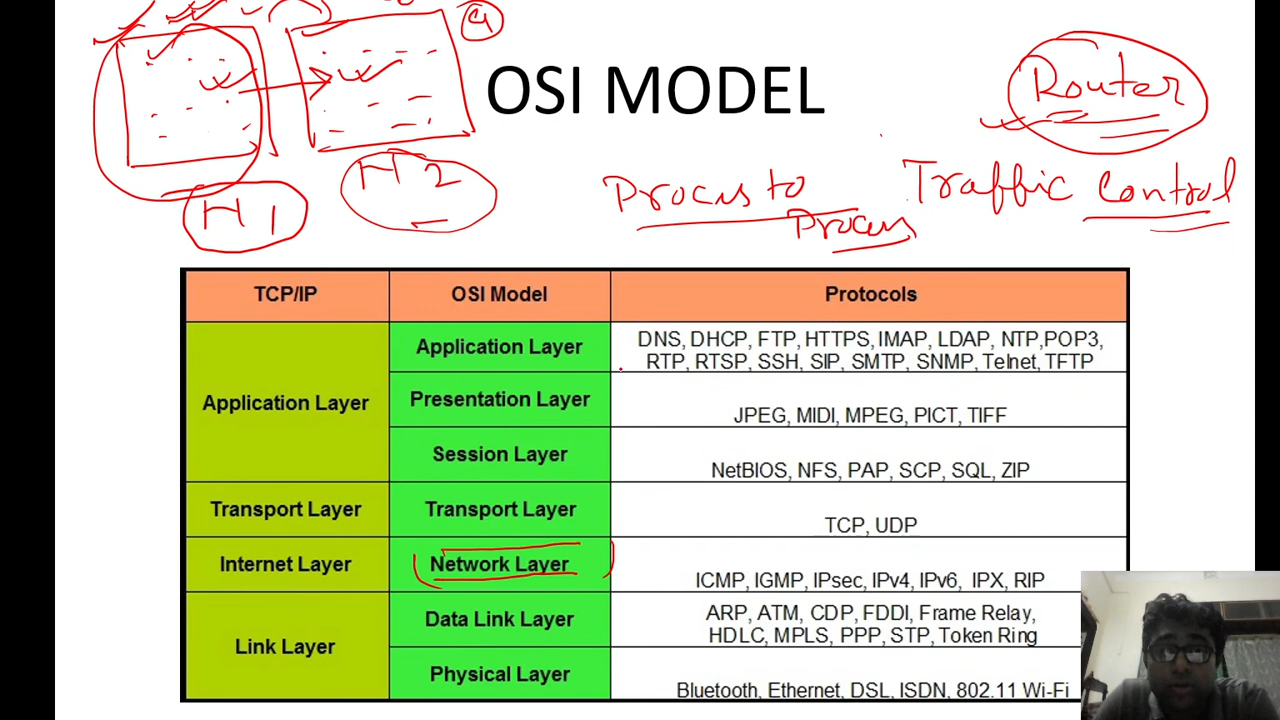 OSI MODEL
Router
H1
H2
Process to
Process
Traffic Control
TCP/IP OSI Model Protocols
Application Layer
Application Layer
DNS, DHCP, FTP, HTTPS, IMAP, LDAP, NTP,POP3,
RTP, RTSP, SSH, SIP, SMTP, SNMP, Telnet, TFTP
Presentation Layer
JPEG, MIDI, MPEG, PICT, TIFF
Session Layer
NetBIOS, NFS, PAP, SCP, SQL, ZIP
Transport Layer Transport Layer
TCP, UDP
Internet Layer Network Layer
ICMP, IGMP, IPsec, IPv4, IPv6, IPX, RIP
Link Layer
Data Link Layer
ARP, ATM, CDP, FDDI, Frame Relay,
HDLC, MPLS, PPP, STP, Token Ring
Physical Layer
Bluetooth, Ethernet, DSL, ISDN, 802.11 Wi-Fi